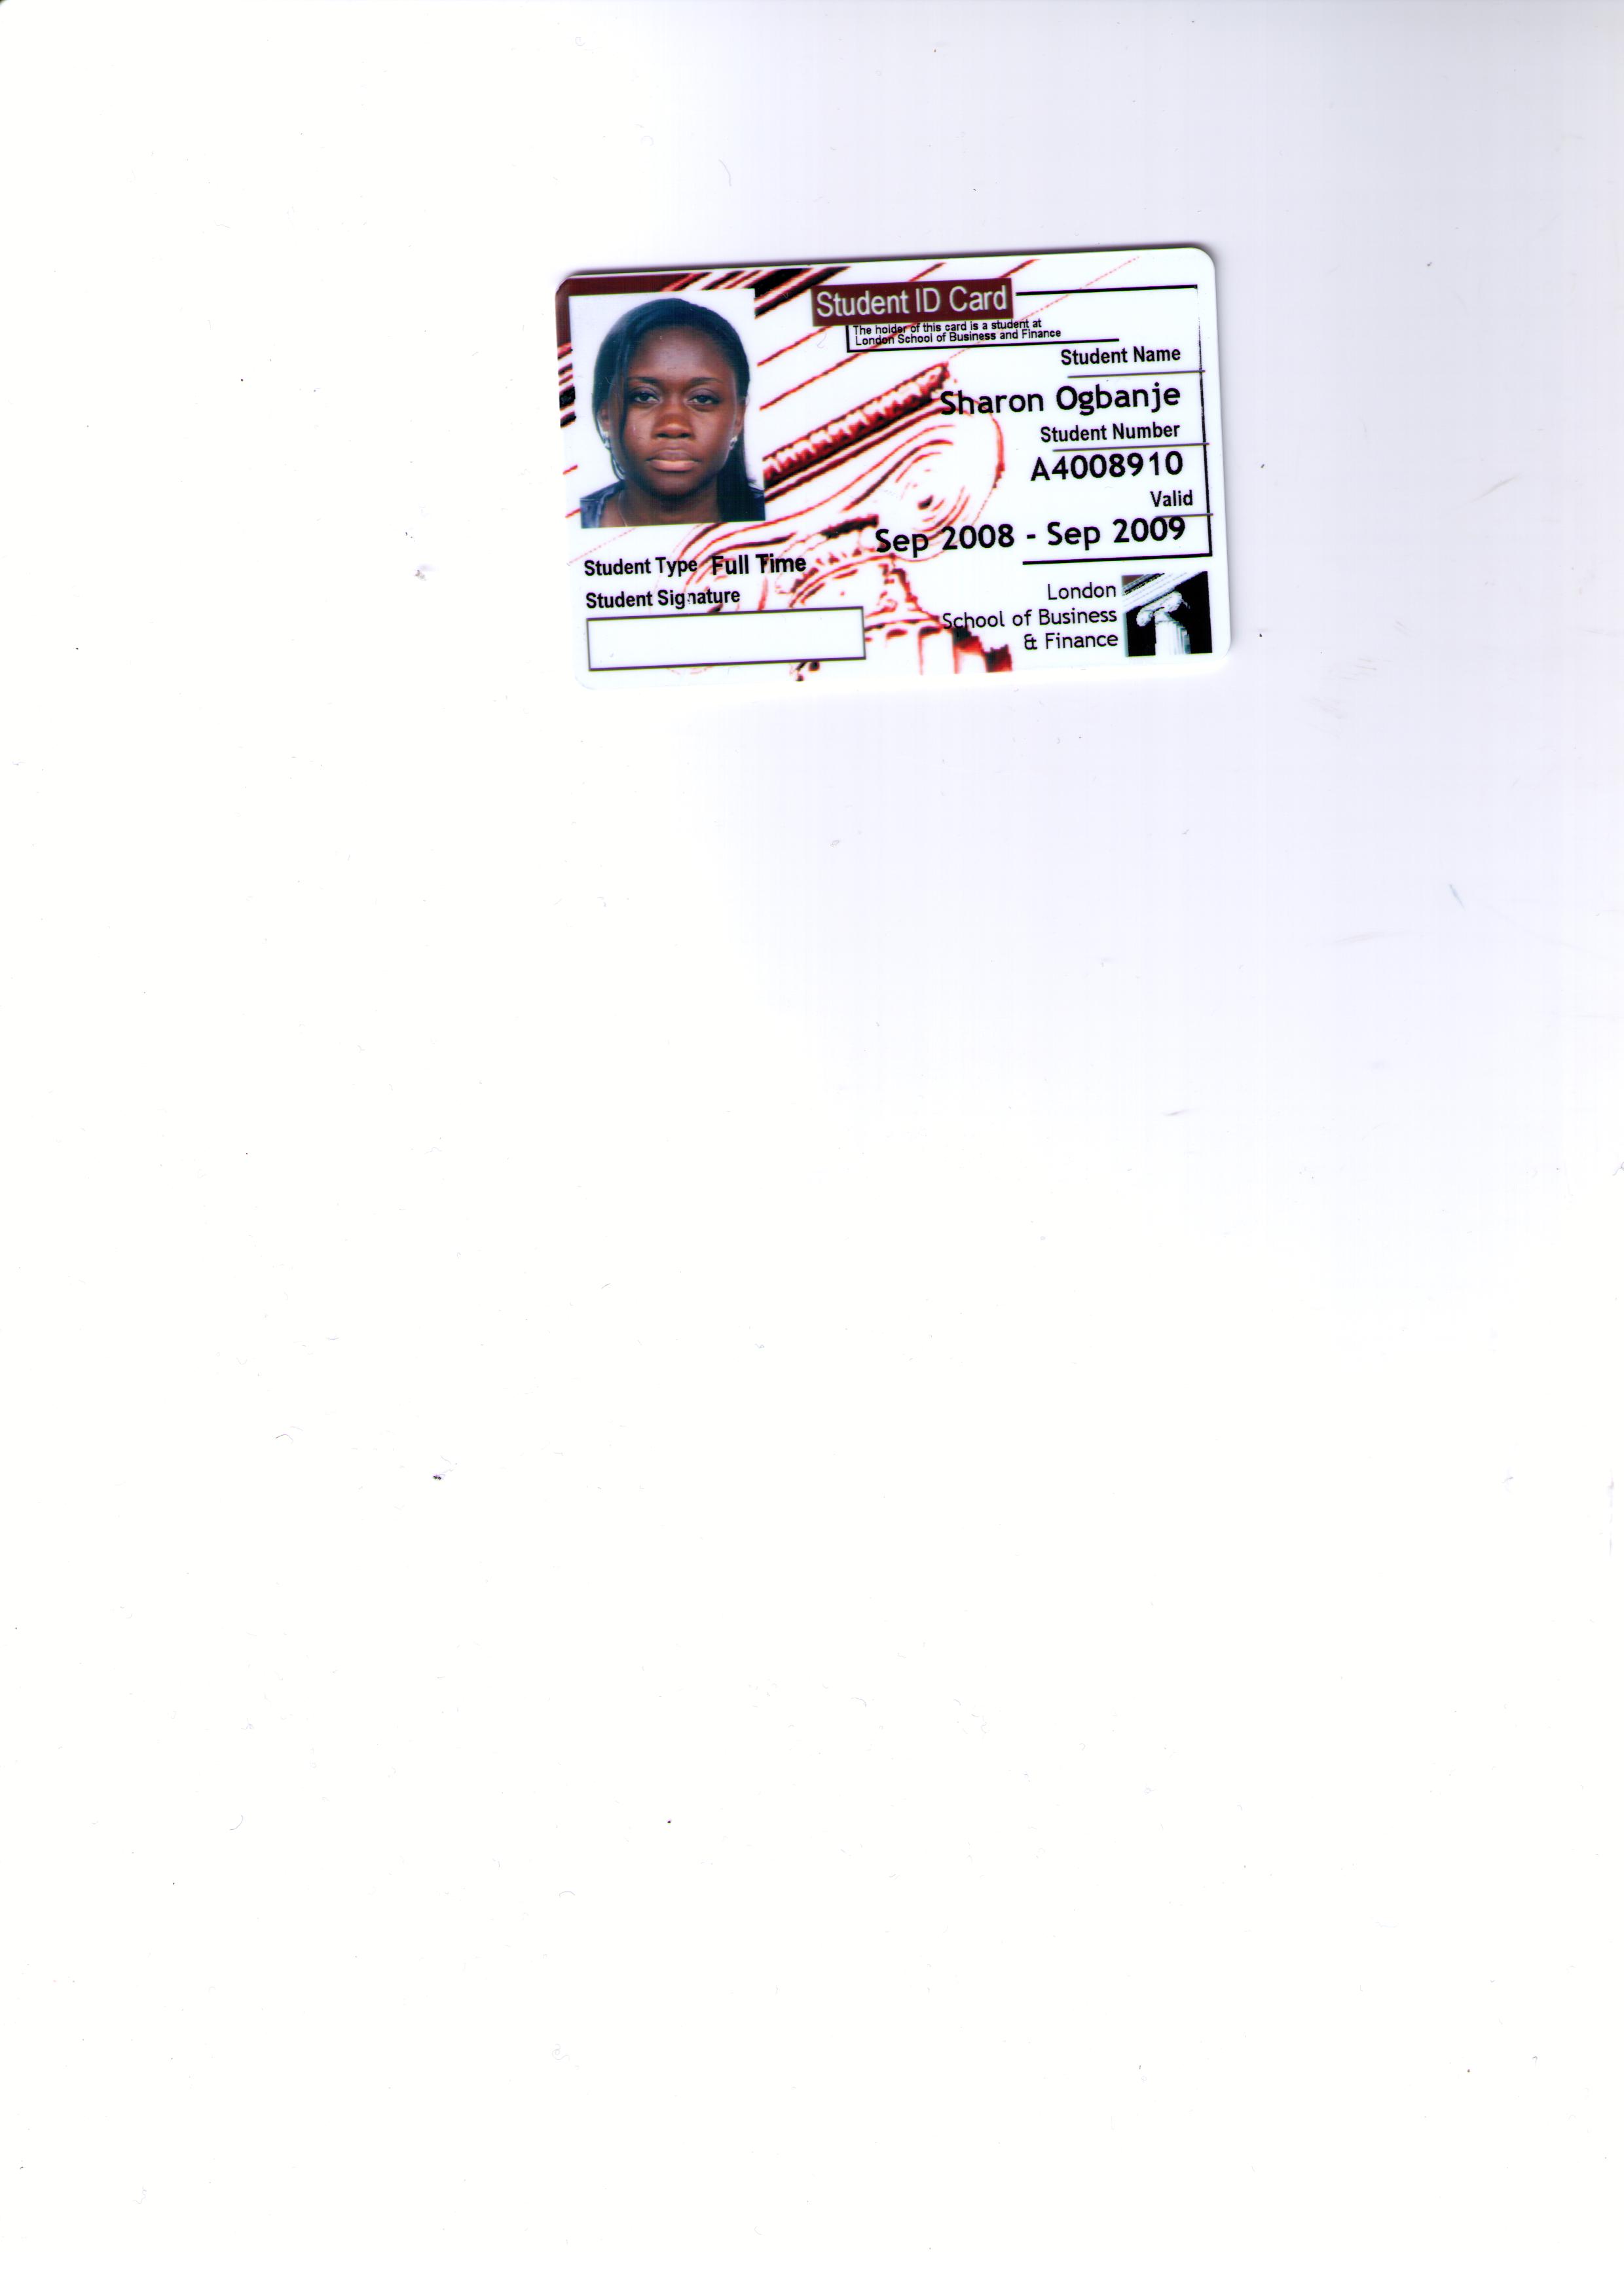 Student ID Card
The holder of this card is a student at
London School of Business and Finance
Student Name
Sharon Ogbanje
Student Number
A4008910
Valid
Sep 2008 - Sep 2009
Student Type Full Time
Student Signature
London
School of Business
& Finance